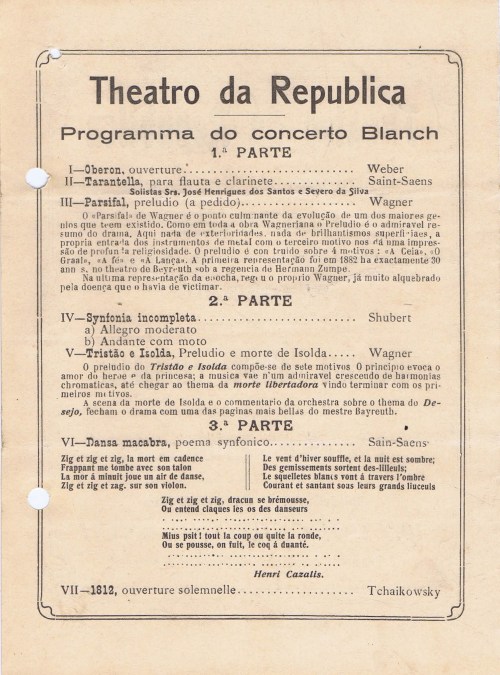 Theatro da Republica
Programma do concerto Blanch
1.ª PARTE
I—Oberon, ouverture........................... Weber
II—Tarantella, para flauta e clarinete.............. Saint-Saens
Solistas Srs. José Henrigues dos Santos e Severo da Silva
III—Parsifal, preludio (a pedido)................... Wagner
O «Parsifal» de Wagner é o ponto culminante da evolução de um dos maiores ge-
nios que teem existido. Como em toda a obra Wagneriana o Preludio é o admiravel re-
sumo do drama, Aqui nada de exterioridades, nada de brilhantismos superficiaes, a
propria entrada dos instrumentos de metal com o terceiro motivo nos dá uma impres-
são de profunda religiosidade. O preludio é con truido sobre 4 motivos: «A Ceia», «O
Graal», «A fé» e «A Lança». A primeira representação foi em 1882 ha exactamente 30
ann s, no theatro de Beyreuth sob a regencia de Hermann Zumpe.
Na ultima representação da epocha, regeu o proprio Wagner, já muito alquebrado
pela doença que o havia de victimar.
2.ª PARTE
IV—Synfonia incompleta......................... Shubert
a) Allegro moderato
b) Andante com moto
V—Tristão e Isolda, Preludio e morte de Isolda..... Wagner
O preludio do Tristão e Isolda compõe-se de sete motivos O principio evoca o
amor do heroe e da princesa; a musica vae n'um admiravel crescendo de harmonias
chromaticas, até chegar ao thema da morte libertadora vindo terminar com os pri-
meiros motivos.
A scena da morte de Isolda e o commentario da orchestra sobre o thema do De-
sejo, fecham o drama com uma das paginas mais bellas do mestre Bayreuth.
3.ª PARTE
VI—Dansa macabra, poema synfonico.............. Sain-Saens
Zig et zig et zig, la mort em cadence
Frappant me tombe avec son talon
La mor á minuit joue un air de danse,
Zig et zig et zag. sur son violon.
Le vent d'hiver souffle, et la nuit est sombre;
Des gemissements sortent des-lilleuls;
Le squelletes blancs vont á travers l'ombre
Courant et santant sous leurs grands liuceuls
Zig et zig et zig, dracun se brémousse,
Ou entend claques les os des danseurs
Mius psit! tout la coup ou quite la ronde,
Ou se pousse, on fuit, le coq á duanté.
Henri Cazalis.
VII—1812, ouverture solemnelle.................... Tchaikowsky